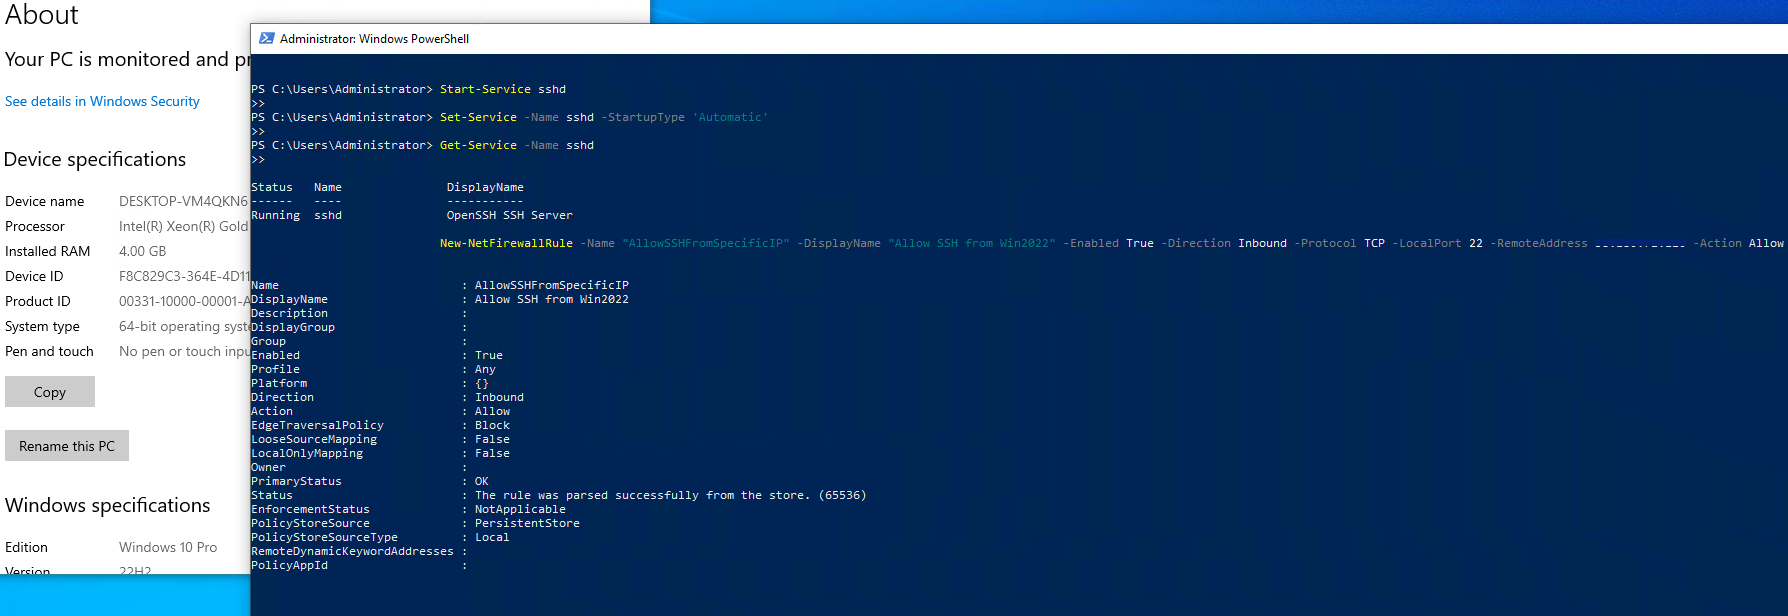 About
Your PC is monitored and pr
See details in Windows Security
Device specifications
Device name DESKTOP-VM4QKN6
Processor Intel(R) Xeon(R) Gold
Installed RAM 4.00 GB
Device ID F8C829C3-364E-4D11
Product ID 00331-10000-00001-A
System type 64-bit operating syste
Pen and touch No pen or touch inpu
Copy
Rename this PC
Windows specifications
Edition Windows 10 Pro
Version 22H2
Administrator: Windows PowerShell
PS C:\Users\Administrator> Start-Service sshd
>>
PS C:\Users\Administrator> Set-Service -Name sshd -StartupType 'Automatic'
>>
PS C:\Users\Administrator> Get-Service -Name sshd
>>
Status Name DisplayName
------ ---- -----------
Running sshd OpenSSH SSH Server
New-NetFirewallRule -Name "AllowSSHFromSpecificIP" -DisplayName "Allow SSH from Win2022" -Enabled True -Direction Inbound -Protocol TCP -LocalPort 22 -RemoteAddress -Action Allow
Name : AllowSSHFromSpecificIP
DisplayName : Allow SSH from Win2022
Description :
DisplayGroup :
Group :
Enabled : True
Profile : Any
Platform : {}
Direction : Inbound
Action : Allow
EdgeTraversalPolicy : Block
LooseSourceMapping : False
LocalOnlyMapping : False
Owner :
PrimaryStatus : OK
Status : The rule was parsed successfully from the store. (65536)
EnforcementStatus : NotApplicable
PolicyStoreSource : PersistentStore
PolicyStoreSourceType : Local
RemoteDynamicKeywordAddresses :
PolicyAppId :